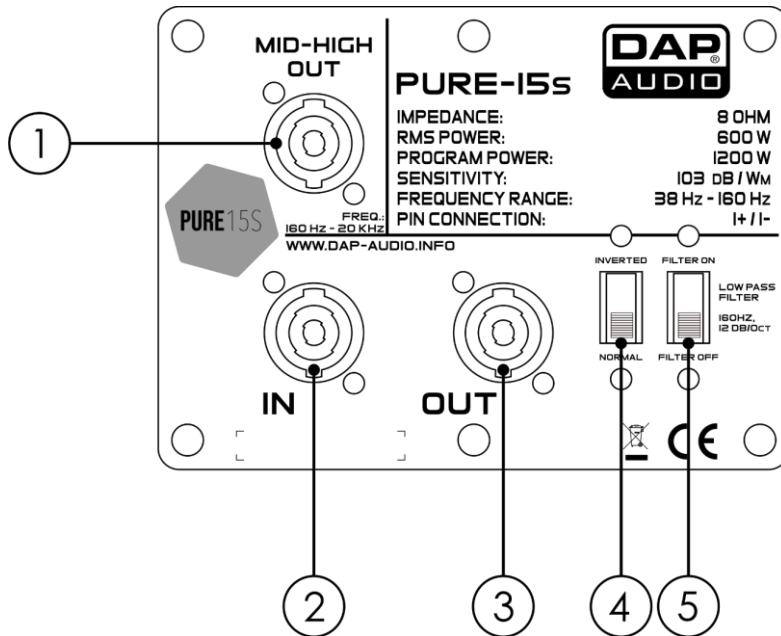 MID-HIGH
OUT
DAP®
AUDIO
PURE-15s
IMPEDANCE: 8 OHM
RMS POWER: 600 W
PROGRAM POWER: 1200 W
SENSITIVITY: 103 dB / Wm
FREQUENCY RANGE: 38 Hz - 160 Hz
PIN CONNECTION: 1+ / 1-
1
PURE15S
FREQ.:
160 Hz - 20 KHz
WWW.DAP-AUDIO.INFO
INVERTED
FILTER ON
LOW PASS
FILTER
160HZ,
12 DB/OCT
NORMAL
FILTER OFF
IN
OUT
CE
2
3
4
5